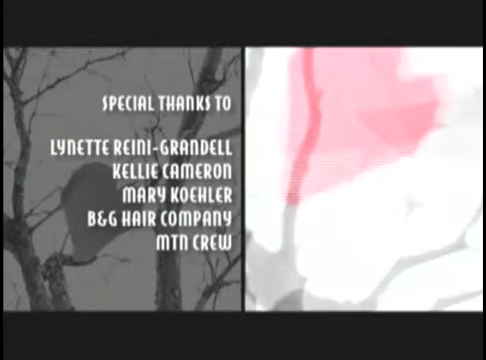 SPECIAL THANKS TO
LYNETTE REINI-GRANDELL
KELLIE CAMERON
MARY KOEHLER
B&G HAIR COMPANY
MTN CREW